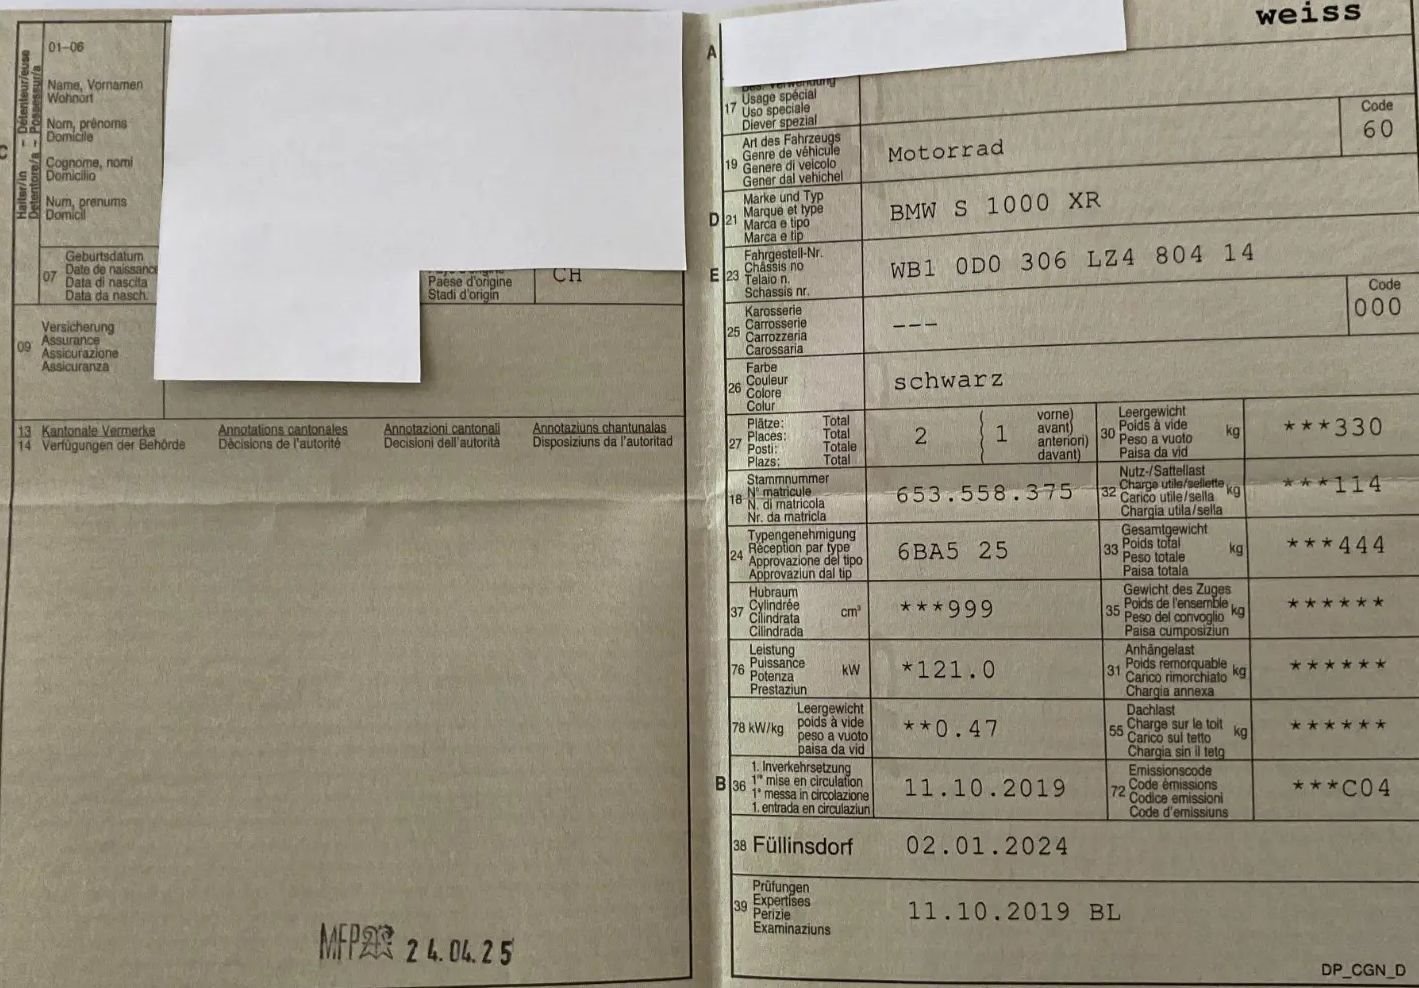 01–06
Halter/in – Détenteur/euse
Detentore/a – Possessur/a
C
Name, Vornamen
Wohnort
Nom, prénoms
Domicile
Cognome, nomi
Domicilio
Num, prenums
Domicil
07
Geburtsdatum
Date de naissance
Data di nascita
Data da nasch.
Paese d'origine
Stadi d'origin
CH
09
Versicherung
Assurance
Assicurazione
Assicuranza
13 Kantonale Vermerke Annotations cantonales Annotazioni cantonali Annotaziuns chantunalas
14 Verfügungen der Behörde Décisions de l'autorité Decisioni dell'autorità Disposiziuns da l'autoritad
MFP 24.04.25
weiss
A
17
Usage spécial
Uso speciale
Diever spezial
19
Art des Fahrzeugs
Genre de véhicule
Genere di veicolo
Gener dal vehichel
Motorrad
Code
60
D 21
Marke und Typ
Marque et type
Marca e tipo
Marca e tip
BMW S 1000 XR
E 23
Fahrgestell-Nr.
Châssis no
Telaio n.
Schassis nr.
WB1 0D0 306 LZ4 804 14
25
Karosserie
Carrosserie
Carrozzeria
Carossaria
---
Code
000
26
Farbe
Couleur
Colore
Colur
schwarz
27
Plätze: Total
Places: Total
Posti: Totale
Plazs: Total
2 ( 1
vorne)
avant)
anteriori)
davant)
30
Leergewicht
Poids à vide
Peso a vuoto
Paisa da vid
kg
***330
18
Stammnummer
N° matricule
N. di matricola
Nr. da matricla
653.558.375
32
Nutz-/Sattellast
Charge utile/sellette
Carico utile/sella
Chargia utila/sella
kg
***114
24
Typengenehmigung
Réception par type
Approvazione del tipo
Approvaziun dal tip
6BA5 25
33
Gesamtgewicht
Poids total
Peso totale
Paisa totala
kg
***444
37
Hubraum
Cylindrée
Cilindrata
Cilindrada
cm³
***999
35
Gewicht des Zuges
Poids de l'ensemble
Peso del convoglio
Paisa cumposiziun
kg
******
76
Leistung
Puissance
Potenza
Prestaziun
kW
*121.0
31
Anhängelast
Poids remorquable
Carico rimorchiato
Chargia annexa
kg
******
78 kW/kg
Leergewicht
poids à vide
peso a vuoto
paisa da vid
**0.47
55
Dachlast
Charge sur le toit
Carico sul tetto
Chargia sin il tetg
kg
******
B 36
1. Inverkehrsetzung
1re mise en circulation
1a messa in circolazione
1. entrada en circulaziun
11.10.2019
72
Emissionscode
Code émissions
Codice emissioni
Code d'emissiuns
***C04
38 Füllinsdorf 02.01.2024
39
Prüfungen
Expertises
Perizie
Examinaziuns
11.10.2019 BL
DP_CGN_D